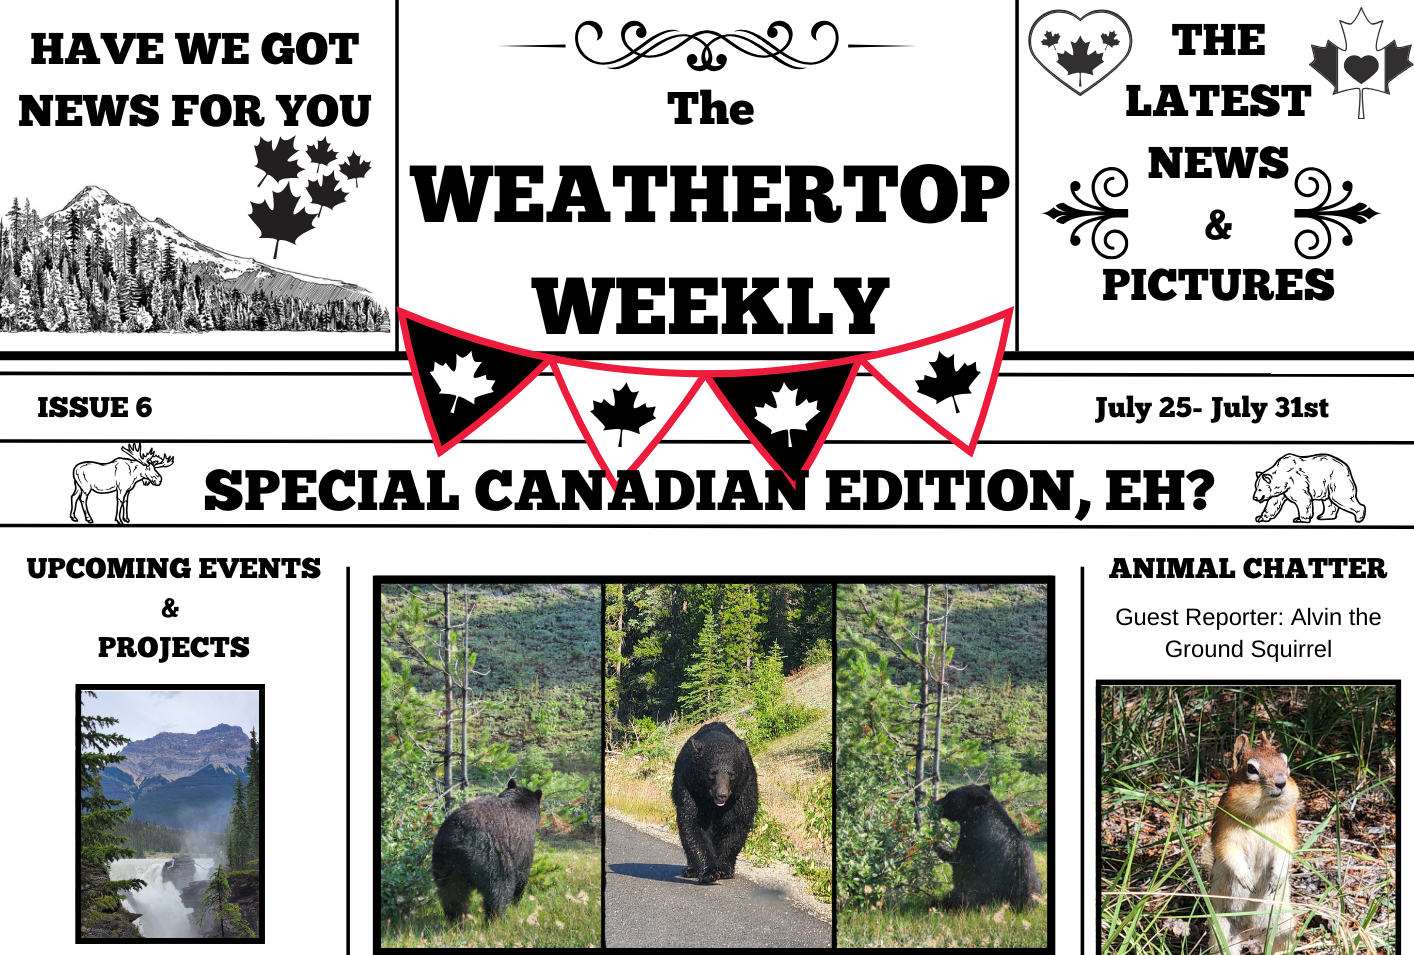 HAVE WE GOT
NEWS FOR YOU
The
WEATHERTOP
WEEKLY
THE
LATEST
NEWS
&
PICTURES
ISSUE 6
July 25- July 31st
SPECIAL CANADIAN EDITION, EH?
UPCOMING EVENTS
&
PROJECTS
ANIMAL CHATTER
Guest Reporter: Alvin the
Ground Squirrel